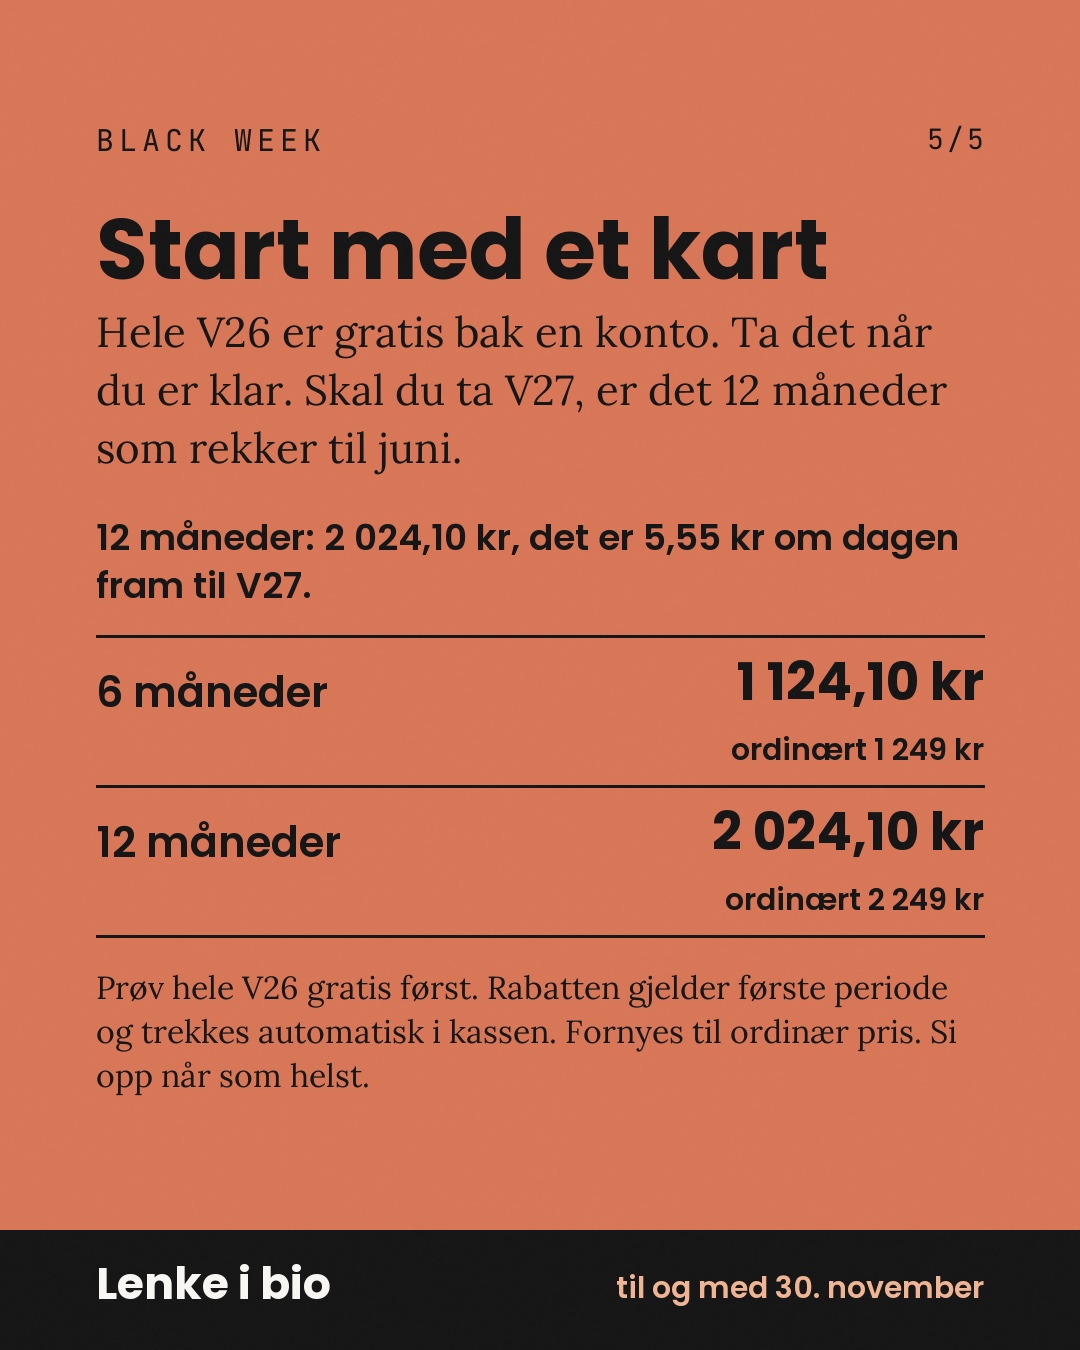 BLACK WEEK
5/5
Start med et kart
Hele V26 er gratis bak en konto. Ta det når
du er klar. Skal du ta V27, er det 12 måneder
som rekker til juni.
12 måneder: 2 024,10 kr, det er 5,55 kr om dagen
fram til V27.
6 måneder
1 124,10 kr
ordinært 1 249 kr
12 måneder
2 024,10 kr
ordinært 2 249 kr
Prøv hele V26 gratis først. Rabatten gjelder første periode
og trekkes automatisk i kassen. Fornyes til ordinær pris. Si
opp når som helst.
Lenke i bio
til og med 30. november